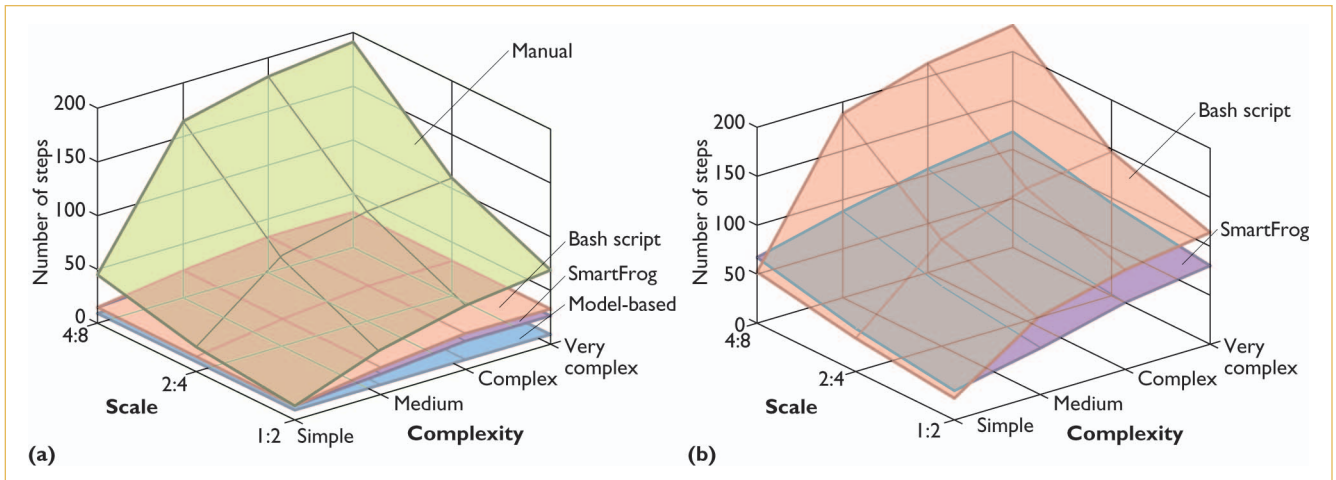 Manual
200
150
100
50
0
Number of steps
Bash script
SmartFrog
Model-based
4:8
2:4
1:2
Scale
Simple
Medium
Complex
Very
complex
Complexity
(a)
Bash script
200
150
100
50
0
Number of steps
SmartFrog
4:8
2:4
1:2
Scale
Simple
Medium
Complex
Very
complex
Complexity
(b)